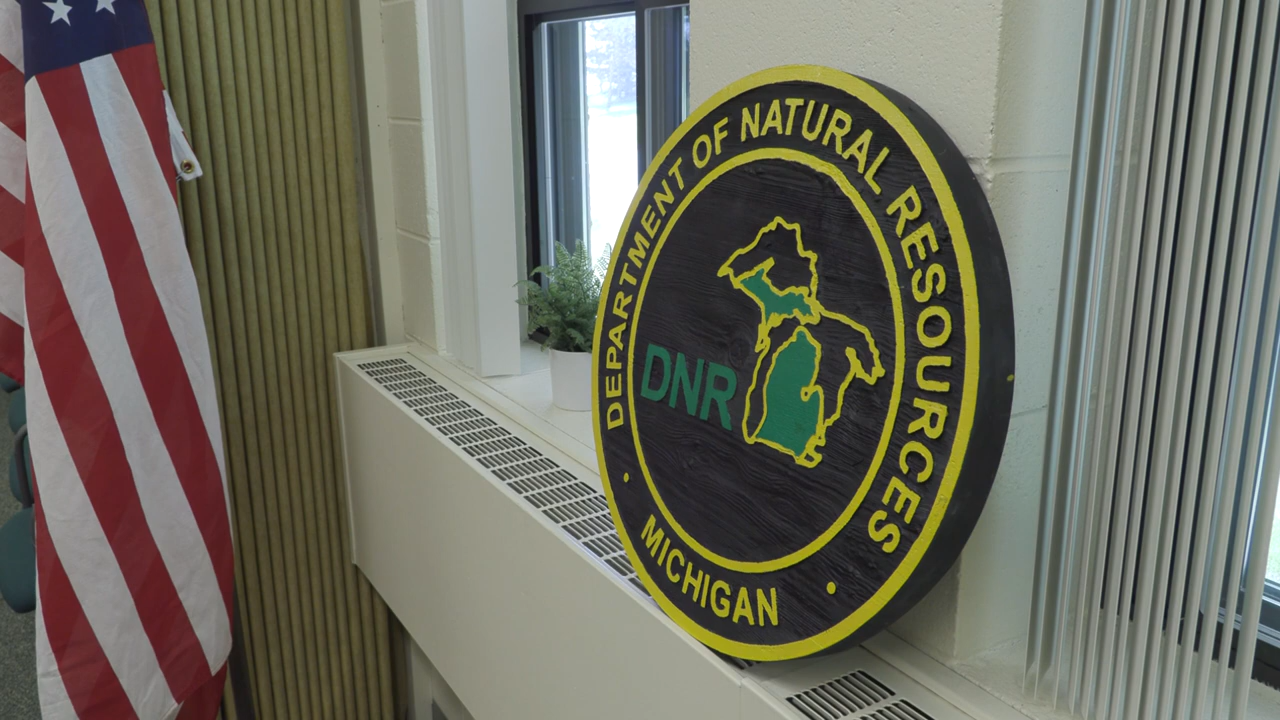 DEPARTMENT OF NATURAL RESOURCES
DNR
MICHIGAN